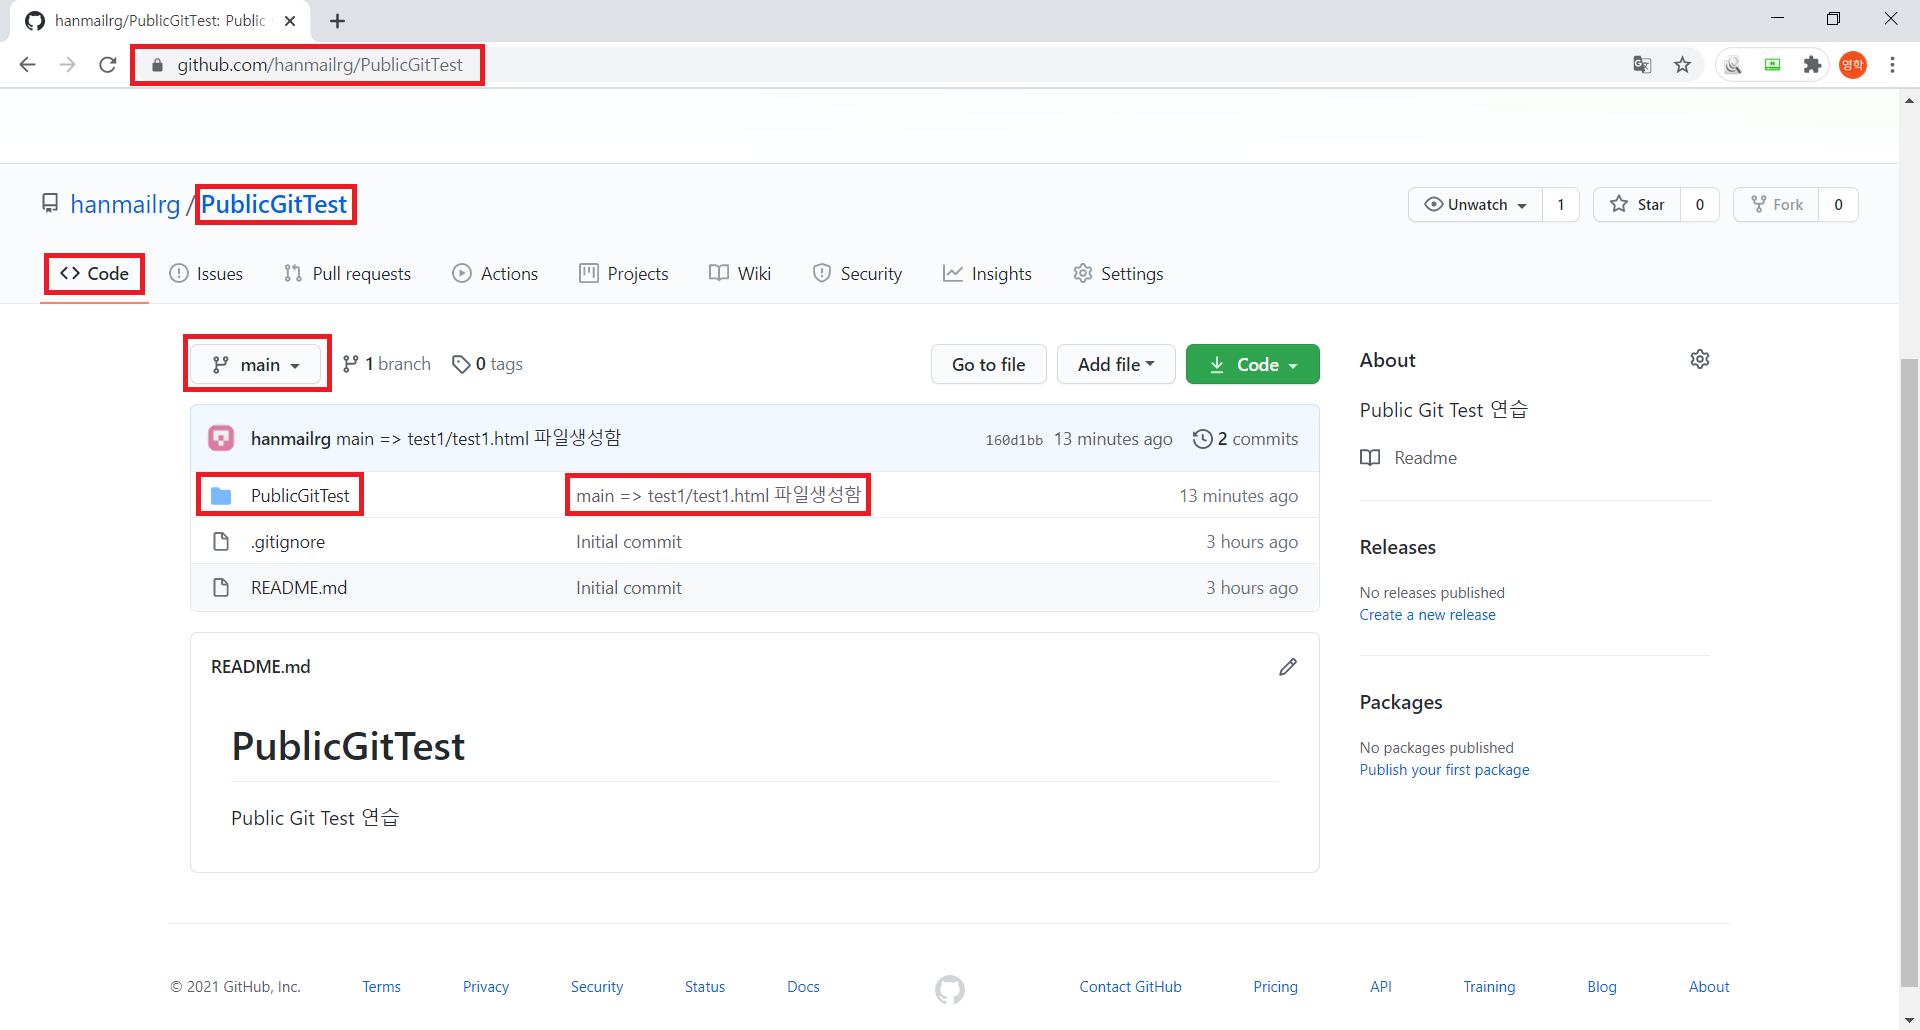 hanmailrg/PublicGitTest: Public
github.com/hanmailrg/PublicGitTest
영학
hanmailrg / PublicGitTest
Unwatch 1 Star 0 Fork 0
Code Issues Pull requests Actions Projects Wiki Security Insights Settings
main 1 branch 0 tags Go to file Add file Code
hanmailrg main => test1/test1.html 파일생성함 160d1bb 13 minutes ago 2 commits
PublicGitTest main => test1/test1.html 파일생성함 13 minutes ago
.gitignore Initial commit 3 hours ago
README.md Initial commit 3 hours ago
README.md
PublicGitTest
Public Git Test 연습
About
Public Git Test 연습
Readme
Releases
No releases published
Create a new release
Packages
No packages published
Publish your first package
© 2021 GitHub, Inc. Terms Privacy Security Status Docs Contact GitHub Pricing API Training Blog About